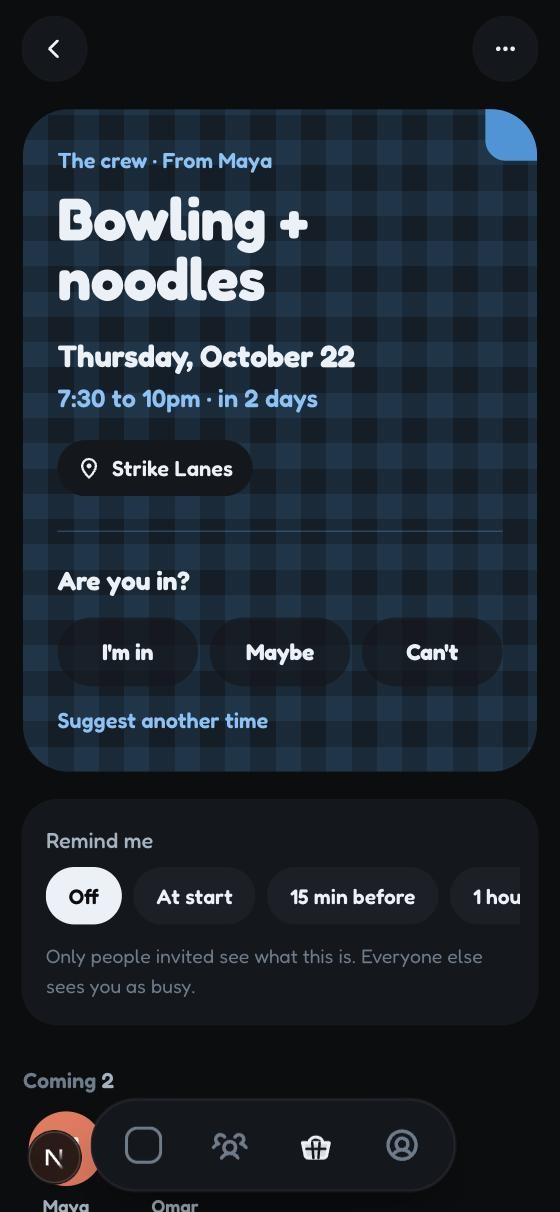 The crew · From Maya
Bowling +
noodles
Thursday, October 22
7:30 to 10pm · in 2 days
Strike Lanes
Are you in?
I'm in
Maybe
Can't
Suggest another time
Remind me
Off
At start
15 min before
1 hou
Only people invited see what this is. Everyone else
sees you as busy.
Coming 2
N
Maya
Omar